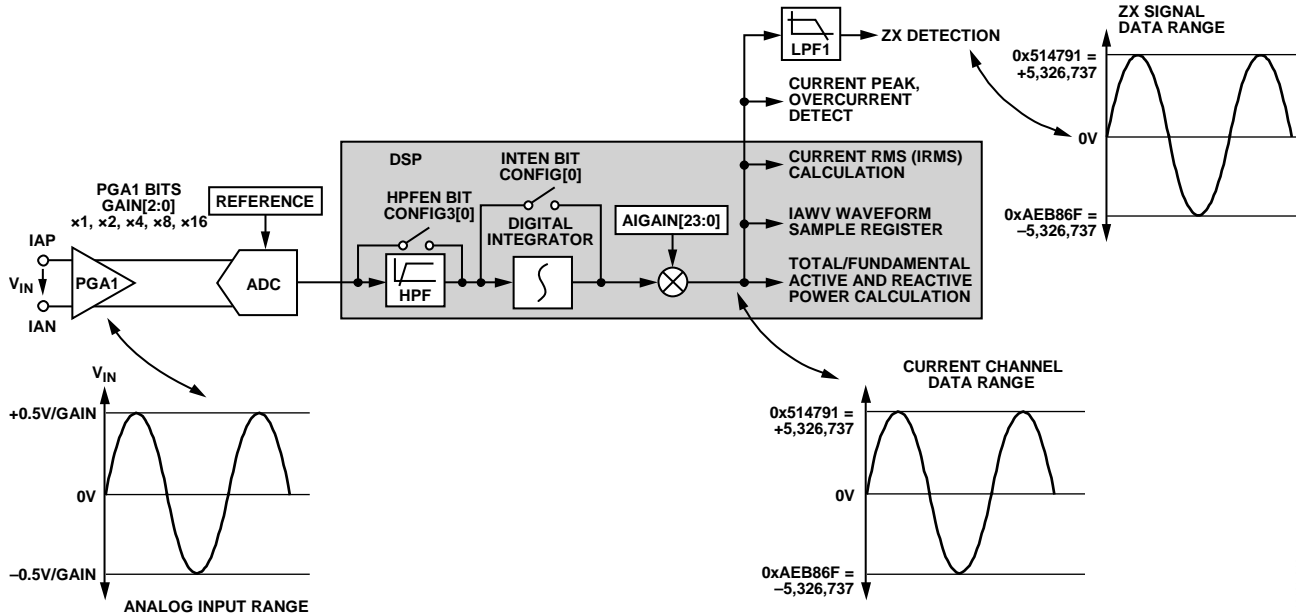 ZX SIGNAL
DATA RANGE
LPF1
ZX DETECTION
0x514791 =
+5,326,737
0V
0xAEB86F =
–5,326,737
CURRENT PEAK,
OVERCURRENT
DETECT
DSP
INTEN BIT
CONFIG[0]
CURRENT RMS (IRMS)
CALCULATION
PGA1 BITS
GAIN[2:0]
×1, ×2, ×4, ×8, ×16
REFERENCE
HPFEN BIT
CONFIG3[0]
DIGITAL
INTEGRATOR
AIGAIN[23:0]
IAWV WAVEFORM
SAMPLE REGISTER
IAP
VIN
IAN
PGA1
ADC
HPF
TOTAL/FUNDAMENTAL
ACTIVE AND REACTIVE
POWER CALCULATION
VIN
+0.5V/GAIN
0V
–0.5V/GAIN
ANALOG INPUT RANGE
CURRENT CHANNEL
DATA RANGE
0x514791 =
+5,326,737
0V
0xAEB86F =
–5,326,737